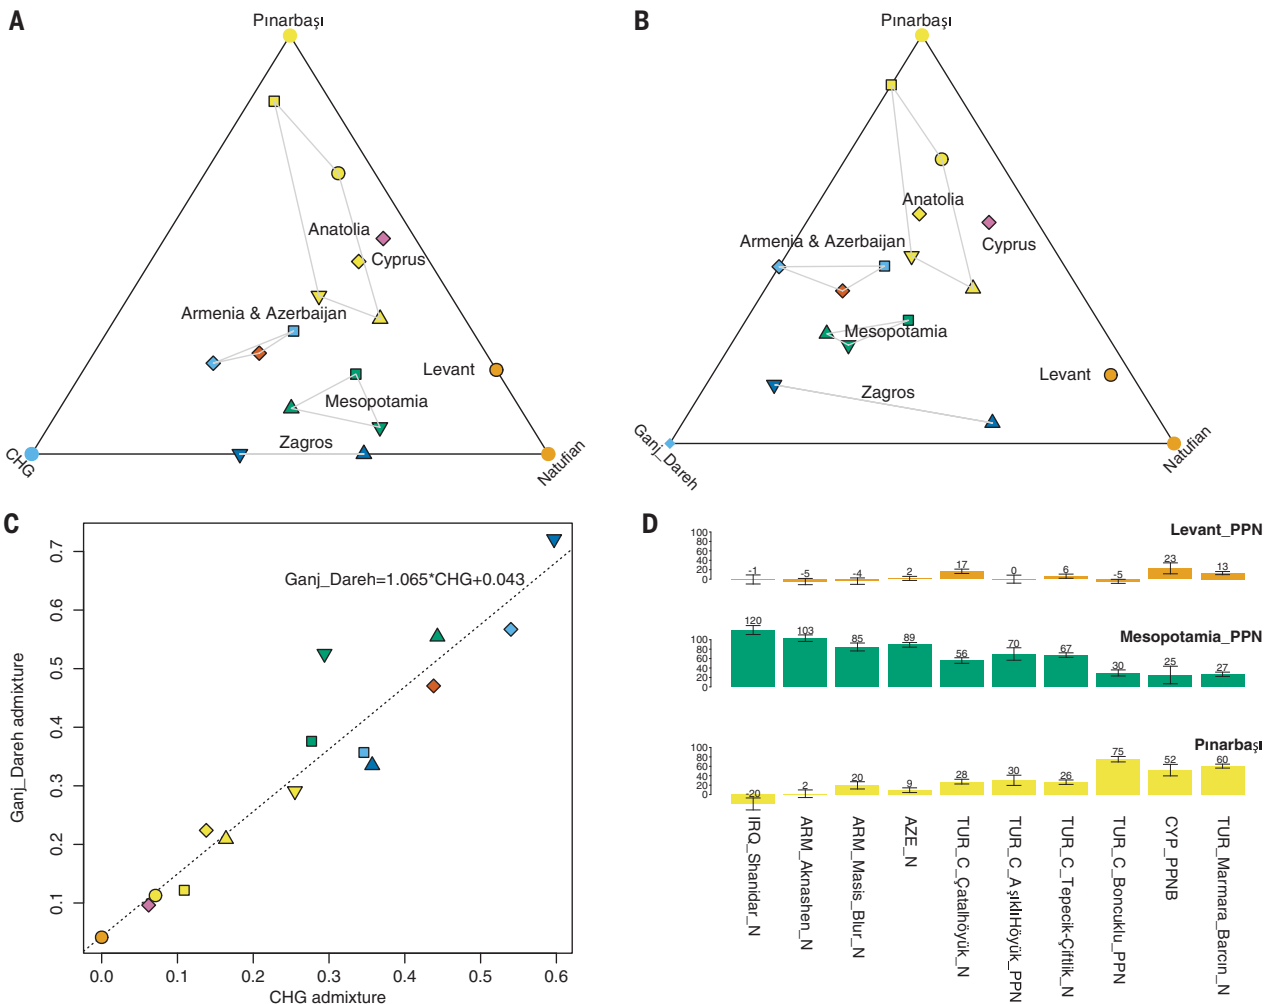 A
Pınarbaşı
Anatolia
Cyprus
Armenia & Azerbaijan
Levant
Mesopotamia
Zagros
CHG
Natufian
B
Pınarbaşı
Anatolia
Armenia & Azerbaijan
Cyprus
Mesopotamia
Levant
Zagros
Ganj_Dareh
Natufian
C
Ganj_Dareh=1.065*CHG+0.043
Ganj_Dareh admixture
0.7
0.6
0.5
0.4
0.3
0.2
0.1
0.0 0.1 0.2 0.3 0.4 0.5 0.6
CHG admixture
D
Levant_PPN
100
80
60
40
20
0
-1 -5 -4 2 17 0 6 -5 23 13
Mesopotamia_PPN
100
80
60
40
20
0
120 103 85 89 56 70 67 30 25 27
Pınarbaşı
100
80
60
40
20
0
-20 2 20 9 28 30 26 75 52 60
IRQ_Shanidar_N
ARM_Aknashen_N
ARM_Masis_Blur_N
AZE_N
TUR_C_Çatalhöyük_N
TUR_C_AşıklıHöyük_PPN
TUR_C_Tepecik-Çiftlik_N
TUR_C_Boncuklu_PPN
CYP_PPNB
TUR_Marmara_Barcın_N